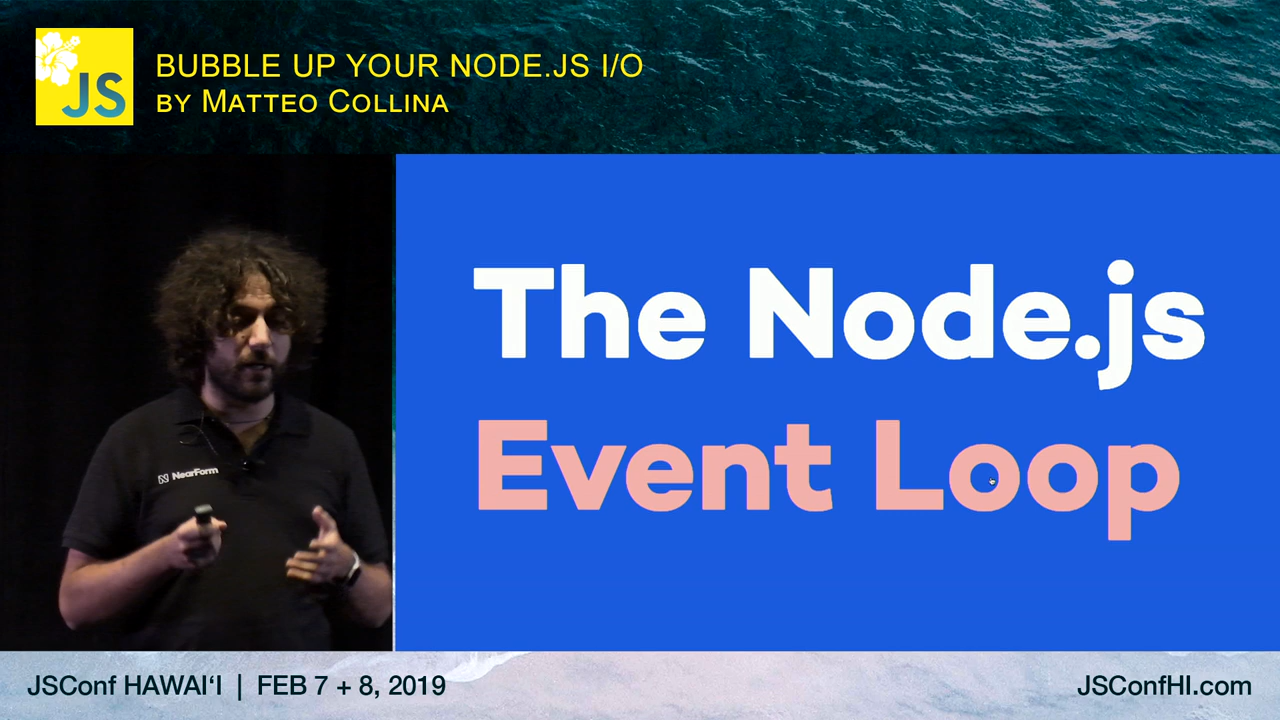 JS
BUBBLE UP YOUR NODE.JS I/O
BY MATTEO COLLINA
NearForm
The Node.js
Event Loop
JSConf HAWAI‘I | FEB 7 + 8, 2019
JSConfHI.com